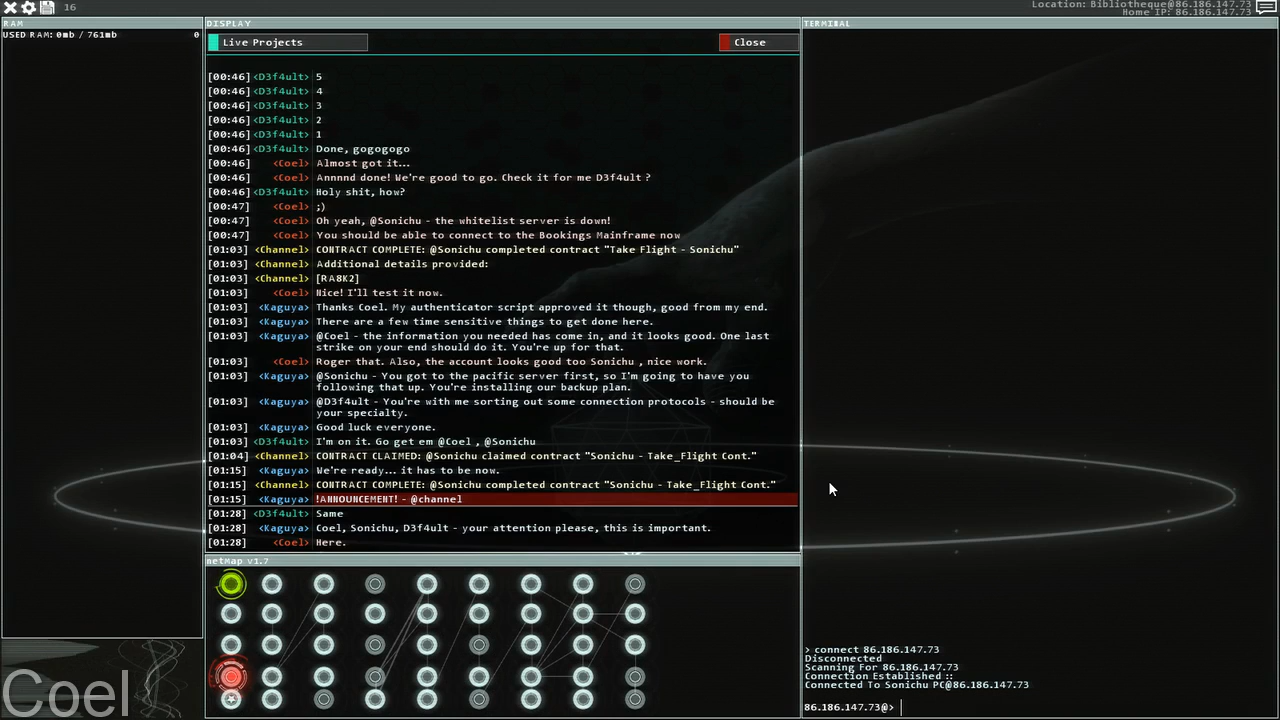 16
Location: Bibliotheque@86.186.147.73
Home IP: 86.186.147.73
RAM
DISPLAY
TERMINAL
USED RAM: 0mb / 761mb
0
Live Projects
Close
[00:46] <D3f4ult> 5
[00:46] <D3f4ult> 4
[00:46] <D3f4ult> 3
[00:46] <D3f4ult> 2
[00:46] <D3f4ult> 1
[00:46] <D3f4ult> Done, gogogogo
[00:46] <Coel> Almost got it...
[00:46] <Coel> Annnnd done! We're good to go. Check it for me D3f4ult ?
[00:46] <D3f4ult> Holy shit, how?
[00:47] <Coel> ;)
[00:47] <Coel> Oh yeah, @Sonichu - the whitelist server is down!
[00:47] <Coel> You should be able to connect to the Bookings Mainframe now
[01:03] <Channel> CONTRACT COMPLETE: @Sonichu completed contract "Take Flight - Sonichu"
[01:03] <Channel> Additional details provided:
[01:03] <Channel> [RA8K2]
[01:03] <Coel> Nice! I'll test it now.
[01:03] <Kaguya> Thanks Coel. My authenticator script approved it though, good from my end.
[01:03] <Kaguya> There are a few time sensitive things to get done here.
[01:03] <Kaguya> @Coel - the information you needed has come in, and it looks good. One last
strike on your end should do it. You're up for that.
[01:03] <Coel> Roger that. Also, the account looks good too Sonichu , nice work.
[01:03] <Kaguya> @Sonichu - You got to the pacific server first, so I'm going to have you
following that up. You're installing our backup plan.
[01:03] <Kaguya> @D3f4ult - You're with me sorting out some connection protocols - should be
your specialty.
[01:03] <Kaguya> Good luck everyone.
[01:03] <D3f4ult> I'm on it. Go get em @Coel , @Sonichu
[01:04] <Channel> CONTRACT CLAIMED: @Sonichu claimed contract "Sonichu - Take_Flight Cont."
[01:15] <Kaguya> We're ready... it has to be now.
[01:15] <Channel> CONTRACT COMPLETE: @Sonichu completed contract "Sonichu - Take_Flight Cont."
[01:15] <Kaguya> !ANNOUNCEMENT! - @channel
[01:28] <D3f4ult> Same
[01:28] <Kaguya> Coel, Sonichu, D3f4ult - your attention please, this is important.
[01:28] <Coel> Here.
netMap v1.7
Coel
> connect 86.186.147.73
Disconnected
Scanning For 86.186.147.73
Connection Established ::
Connected To Sonichu PC@86.186.147.73
86.186.147.73@>